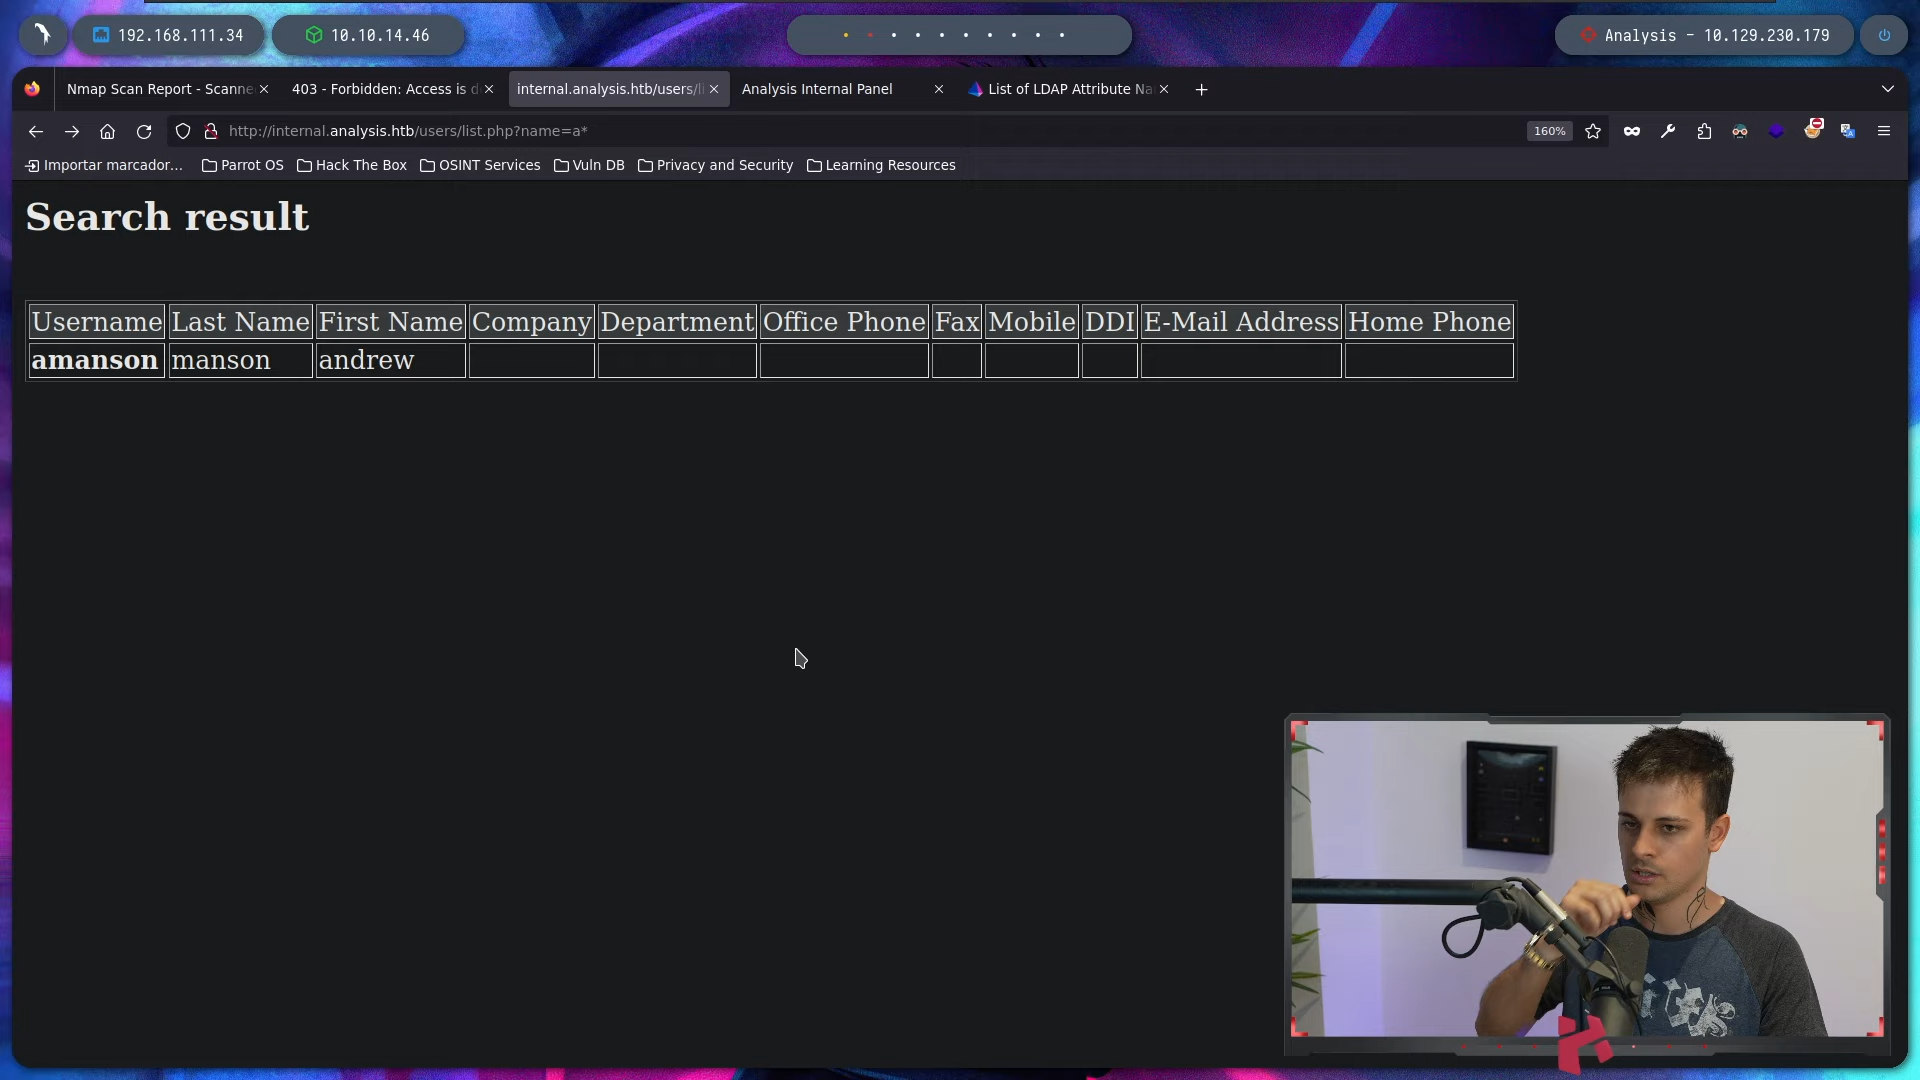 192.168.111.34
10.10.14.46
Analysis - 10.129.230.179
Nmap Scan Report - Scanne
403 - Forbidden: Access is d
internal.analysis.htb/users/l
Analysis Internal Panel
List of LDAP Attribute Na
http://internal.analysis.htb/users/list.php?name=a*
160%
Importar marcador...
Parrot OS
Hack The Box
OSINT Services
Vuln DB
Privacy and Security
Learning Resources
Search result
Username Last Name First Name Company Department Office Phone Fax Mobile DDI E-Mail Address Home Phone
amanson manson andrew